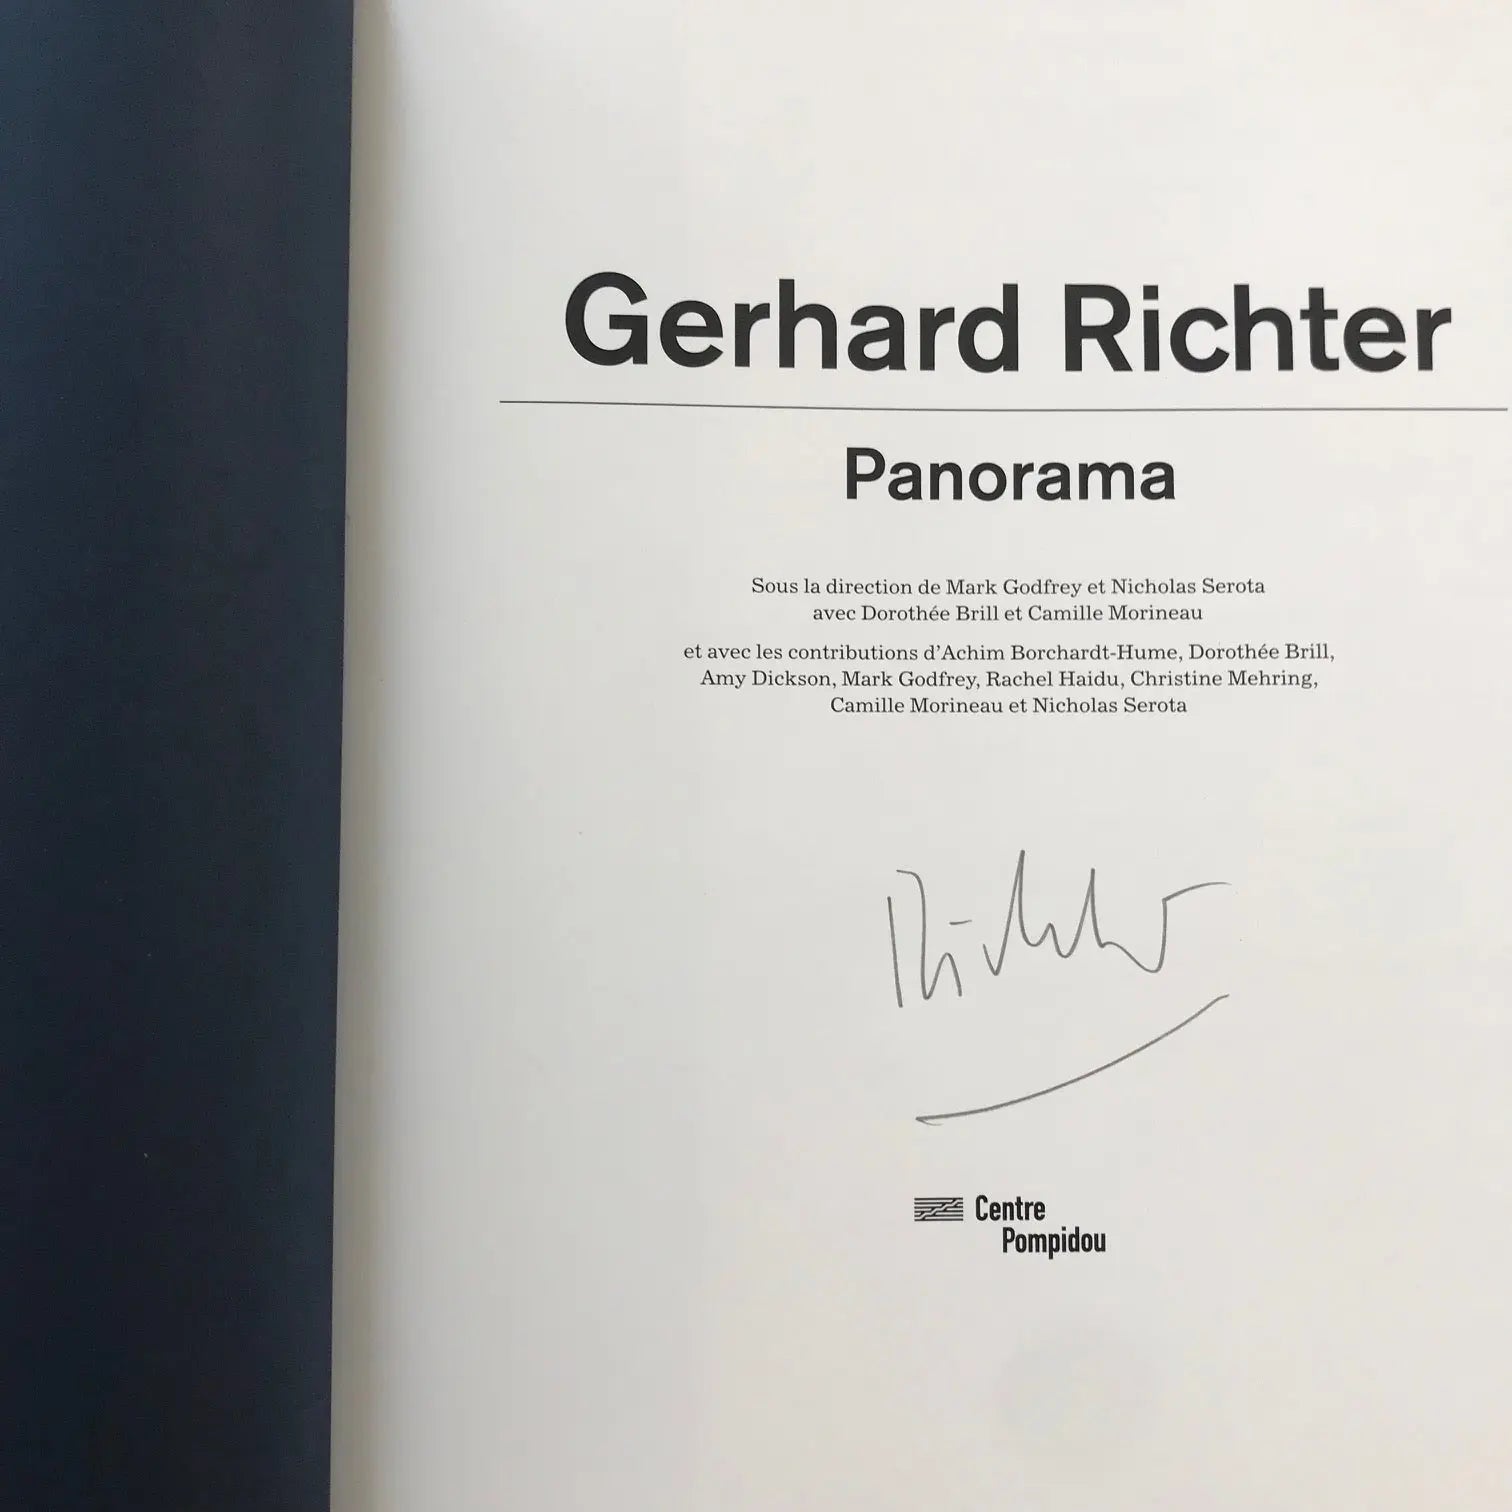 Gerhard Richter
Panorama
Sous la direction de Mark Godfrey et Nicholas Serota
avec Dorothée Brill et Camille Morineau
et avec les contributions d’Achim Borchardt-Hume, Dorothée Brill,
Amy Dickson, Mark Godfrey, Rachel Haidu, Christine Mehring,
Camille Morineau et Nicholas Serota
Richter
Centre
Pompidou